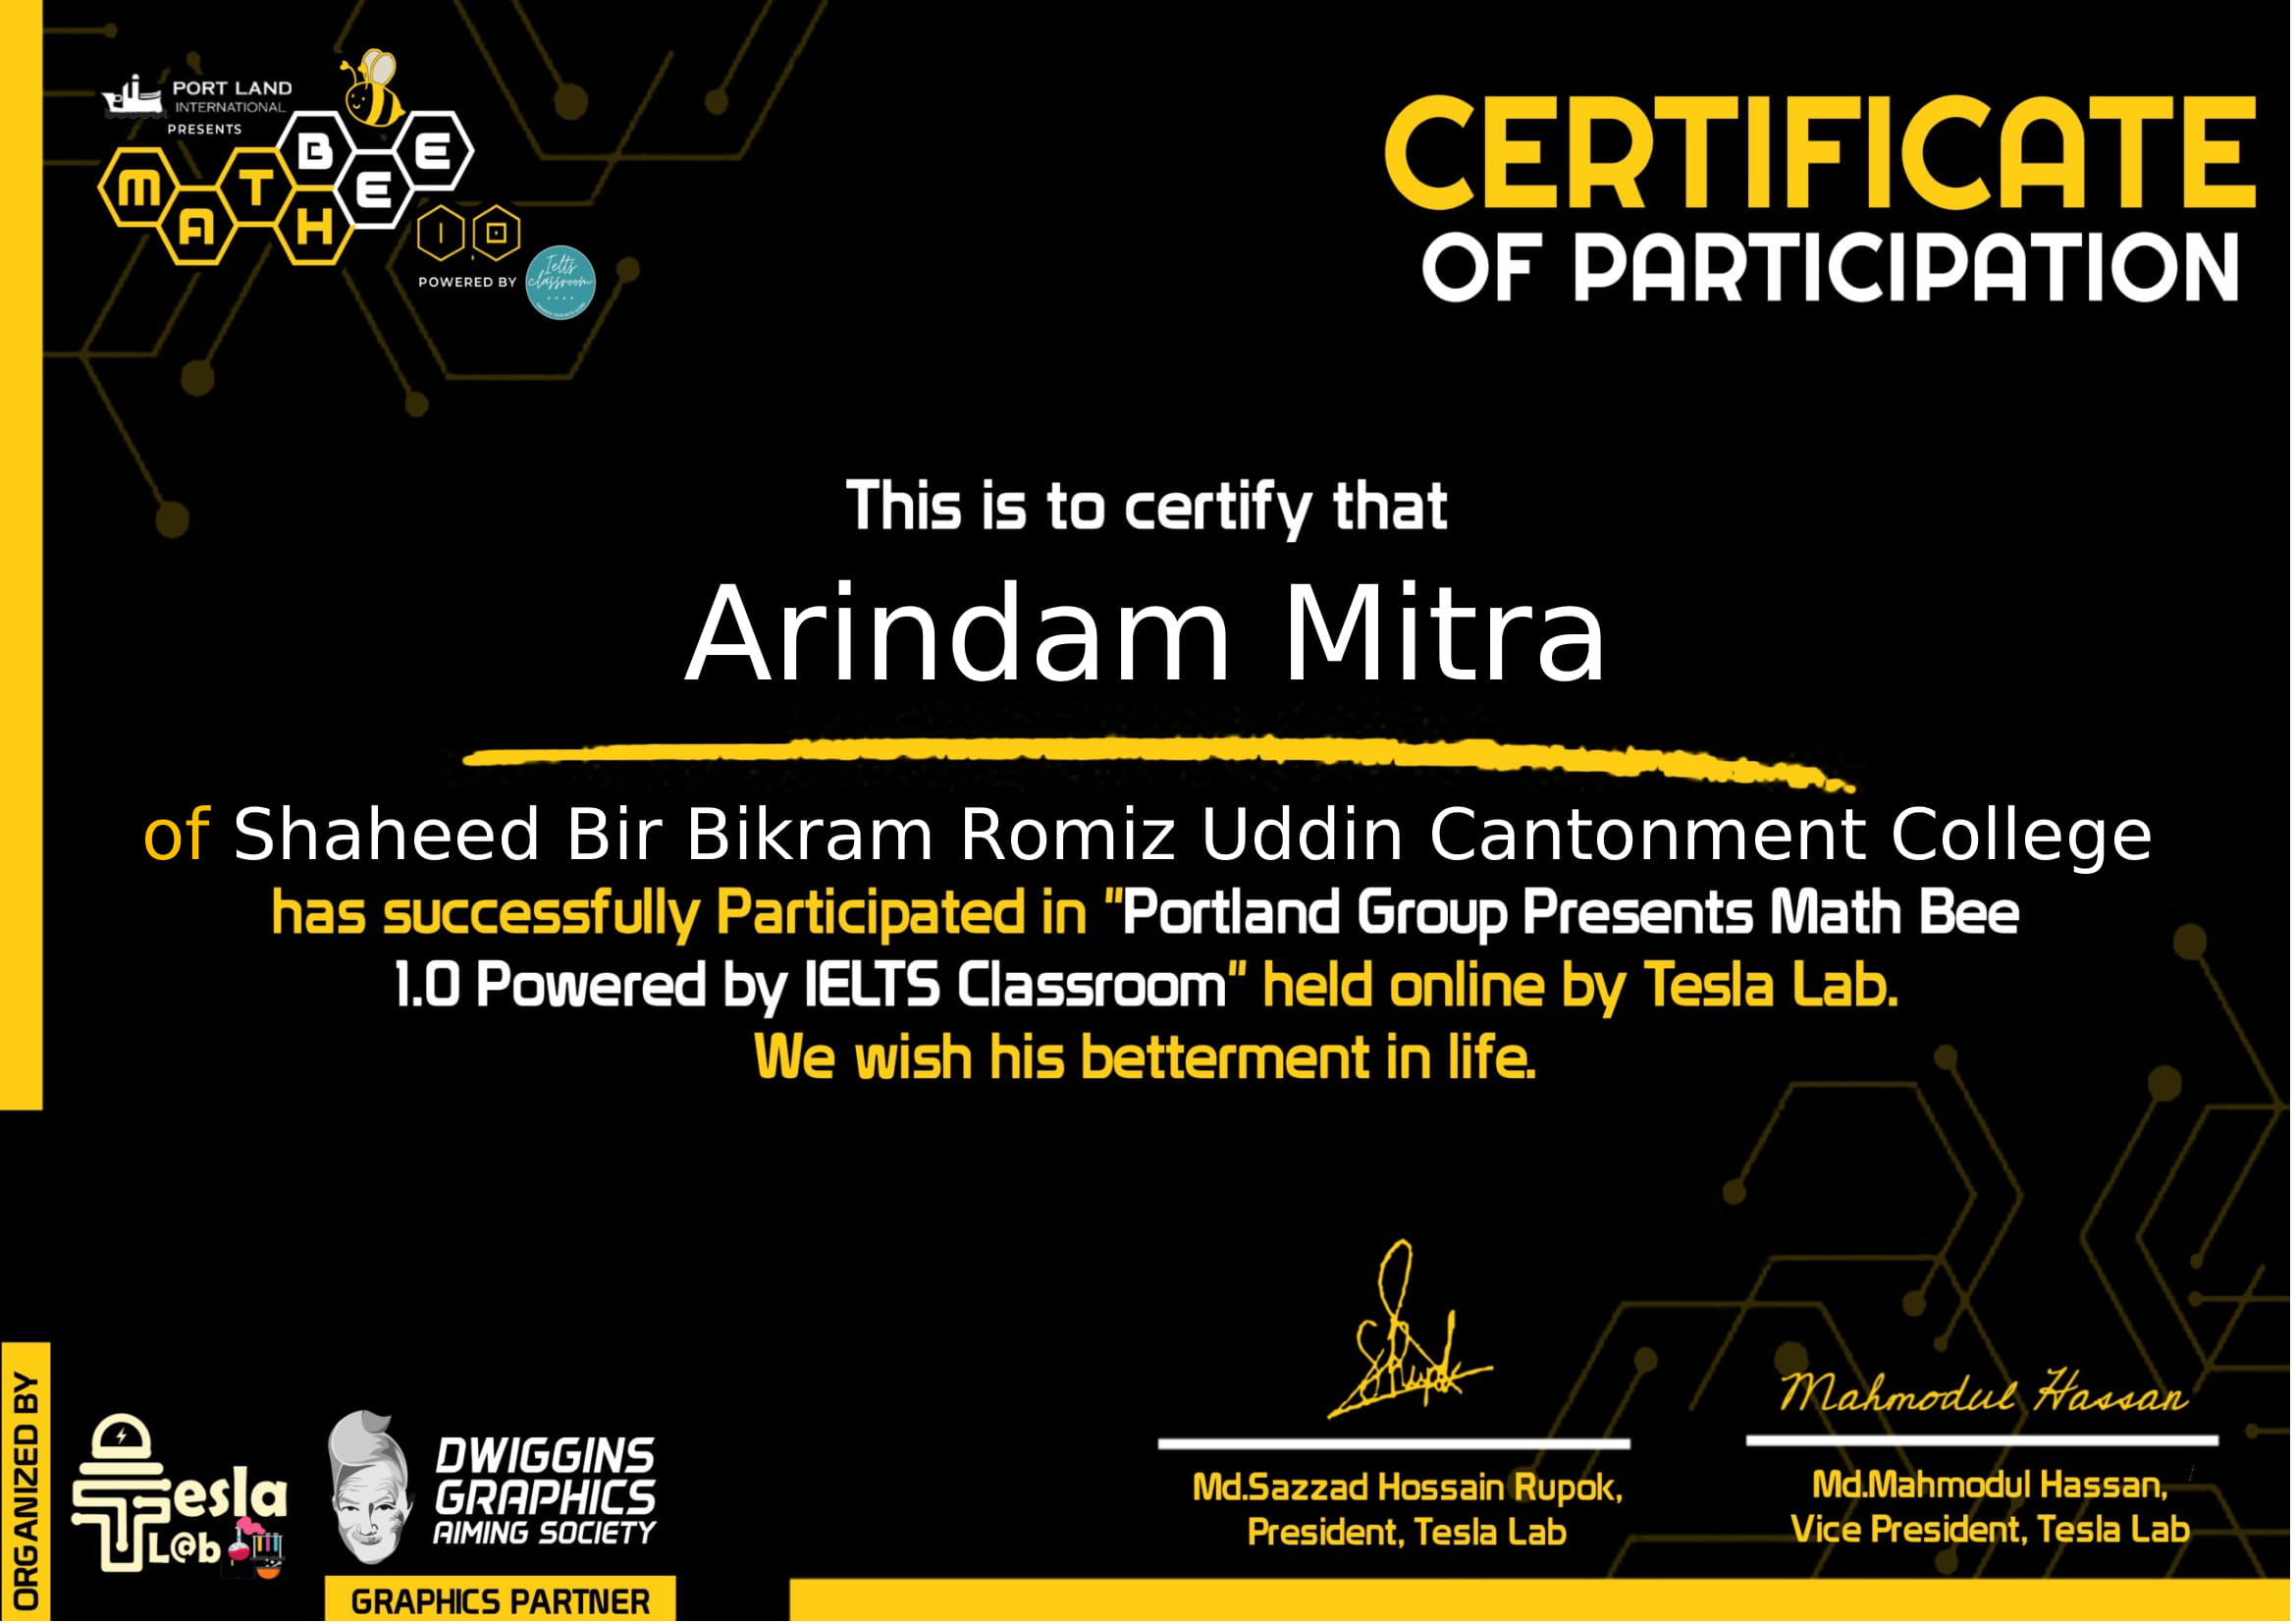 PORT LAND
INTERNATIONAL
PRESENTS
MATH BEE
1.0
POWERED BY
Ielts
classroom
CERTIFICATE
OF PARTICIPATION
This is to certify that
Arindam Mitra
of Shaheed Bir Bikram Romiz Uddin Cantonment College
has successfully Participated in "Portland Group Presents Math Bee
1.0 Powered by IELTS Classroom" held online by Tesla Lab.
We wish his betterment in life.
ORGANIZED BY
Tesla
L@b
DWIGGINS
GRAPHICS
AIMING SOCIETY
GRAPHICS PARTNER
SRupok
Md.Sazzad Hossain Rupok,
President, Tesla Lab
Mahmodul Hassan
Md.Mahmodul Hassan,
Vice President, Tesla Lab